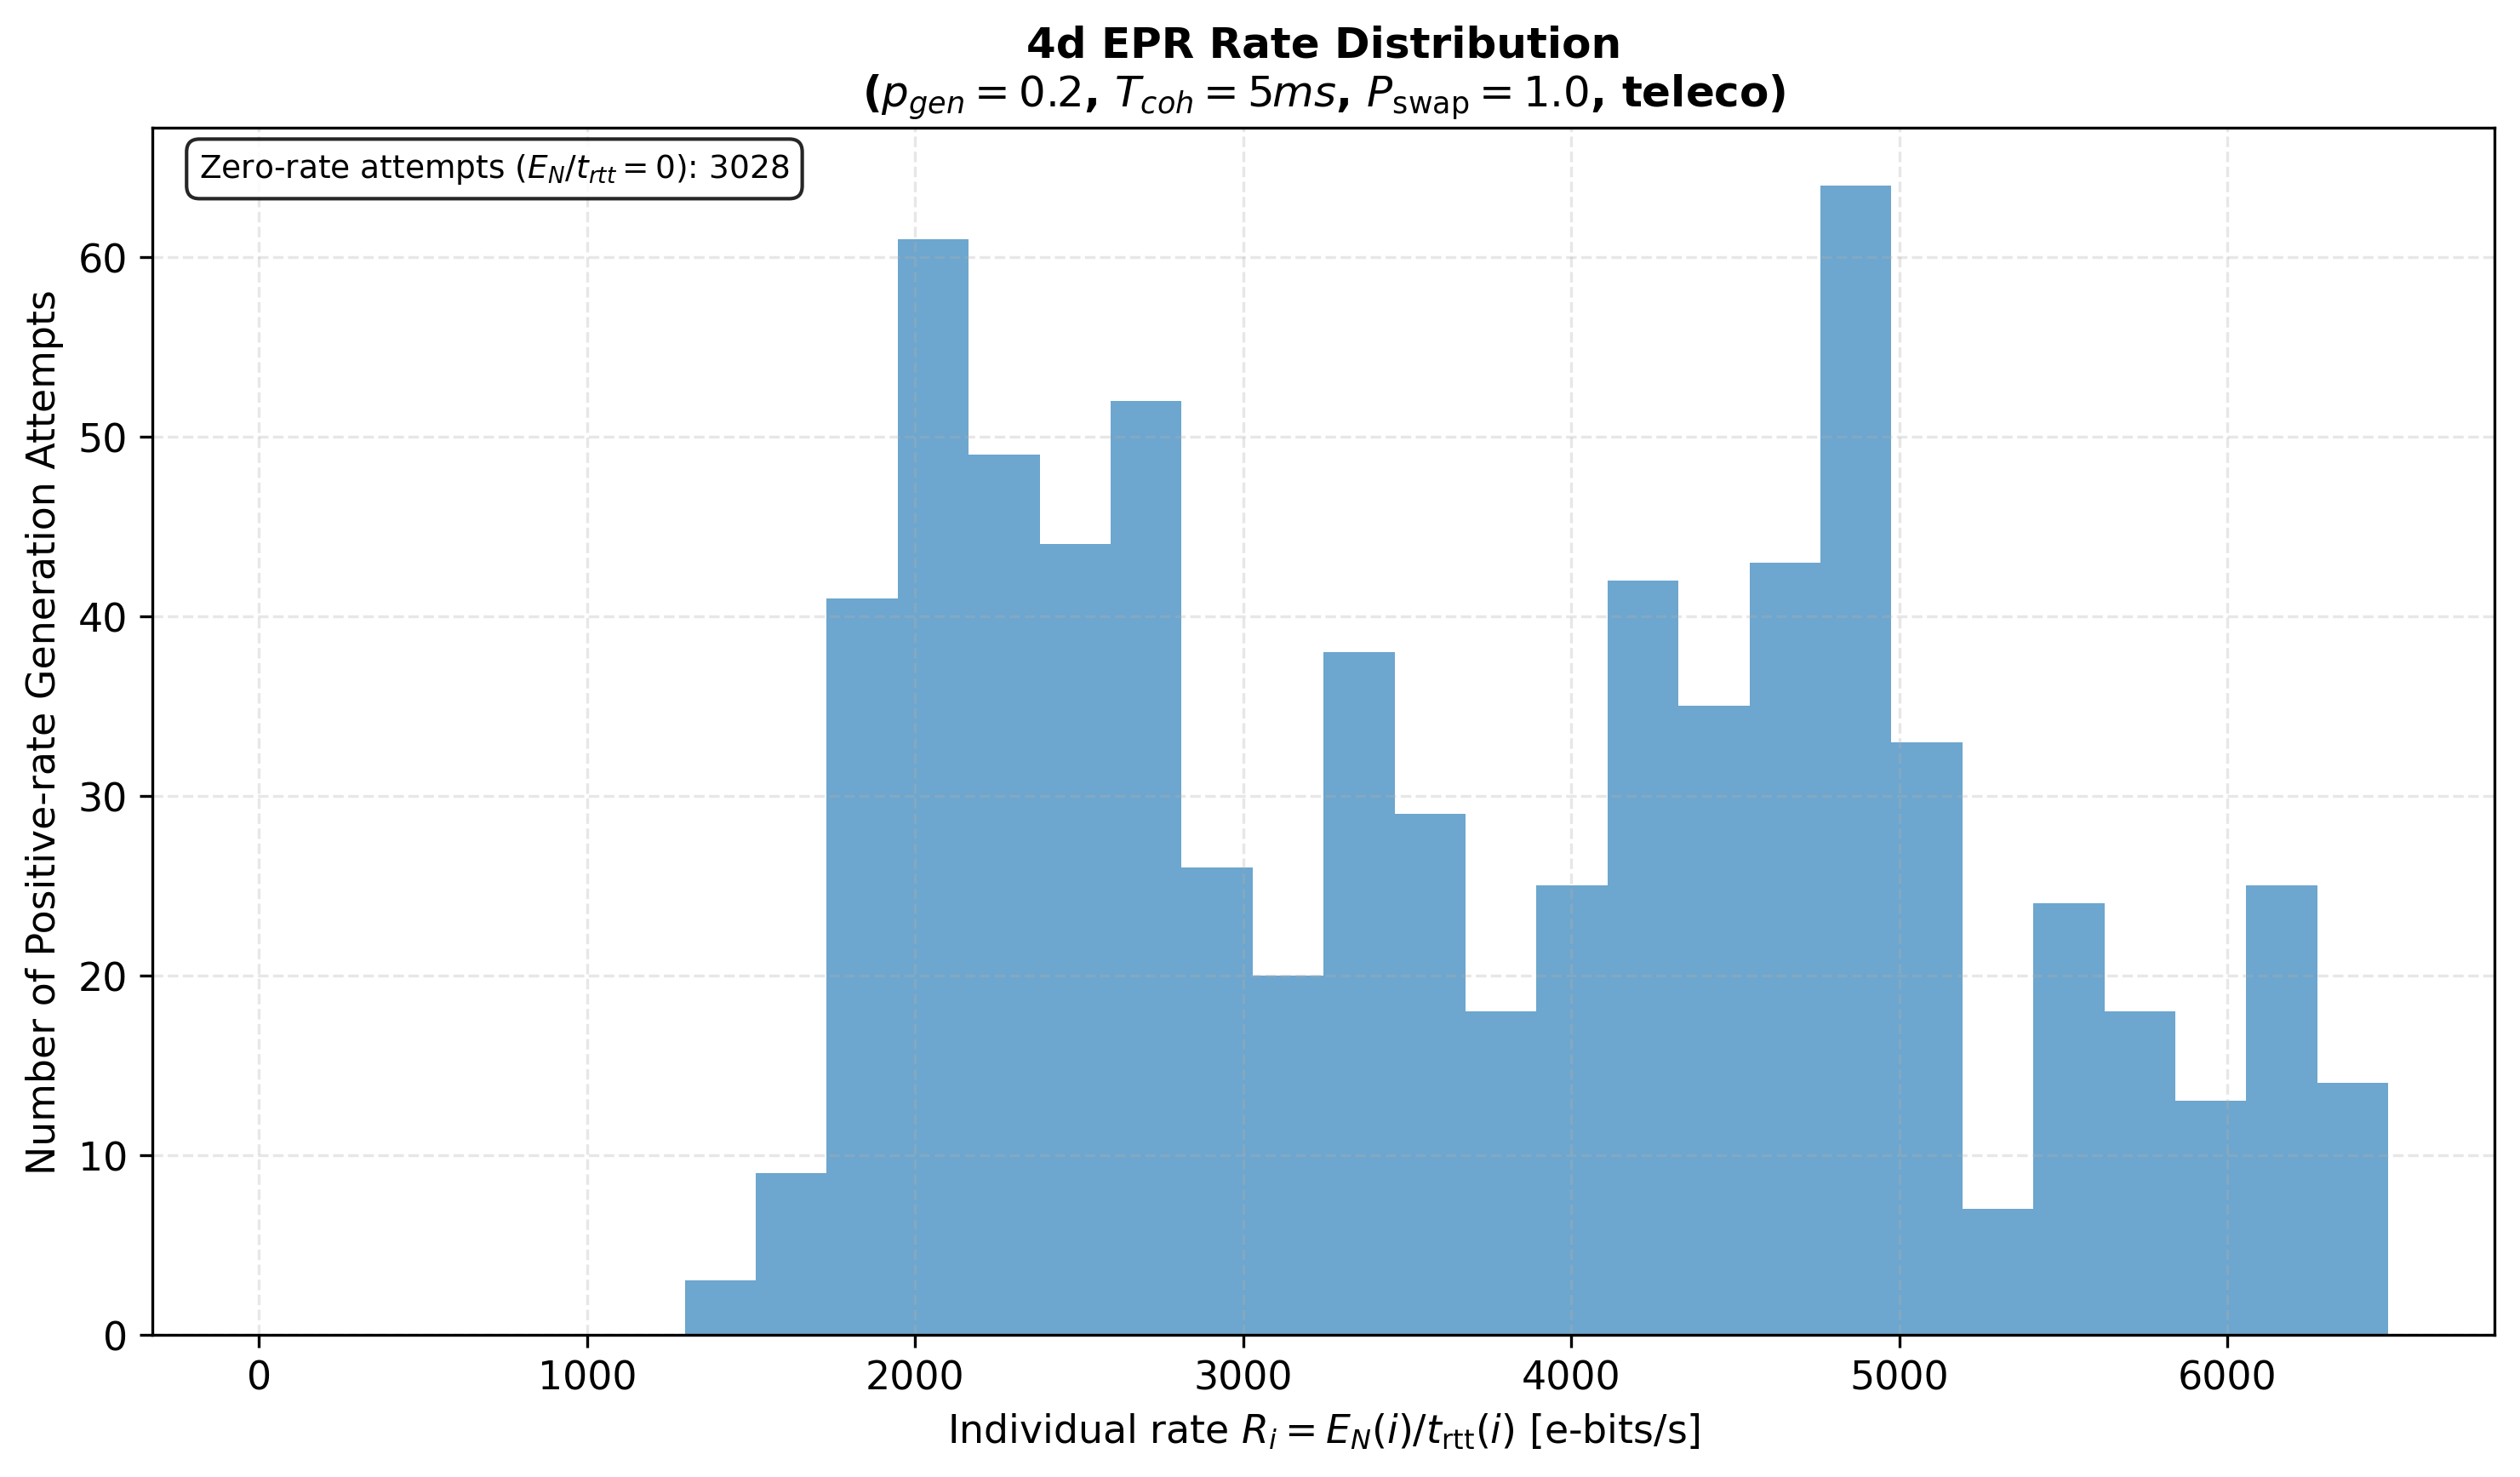 4d EPR Rate Distribution
(p_gen = 0.2, T_coh = 5ms, P_swap = 1.0, teleco)
Zero-rate attempts (E_N/t_rtt = 0): 3028
Number of Positive-rate Generation Attempts
60
50
40
30
20
10
0
0 1000 2000 3000 4000 5000 6000
Individual rate R_i = E_N(i)/t_rtt(i) [e-bits/s]